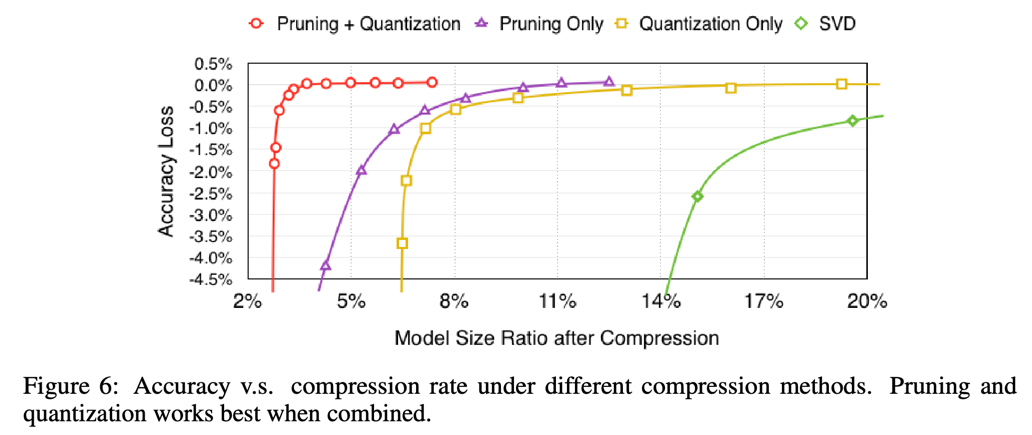 Pruning + Quantization Pruning Only Quantization Only SVD
0.5%
0.0%
-0.5%
-1.0%
-1.5%
-2.0%
-2.5%
-3.0%
-3.5%
-4.0%
-4.5%
Accuracy Loss
2% 5% 8% 11% 14% 17% 20%
Model Size Ratio after Compression
Figure 6: Accuracy v.s. compression rate under different compression methods. Pruning and
quantization works best when combined.